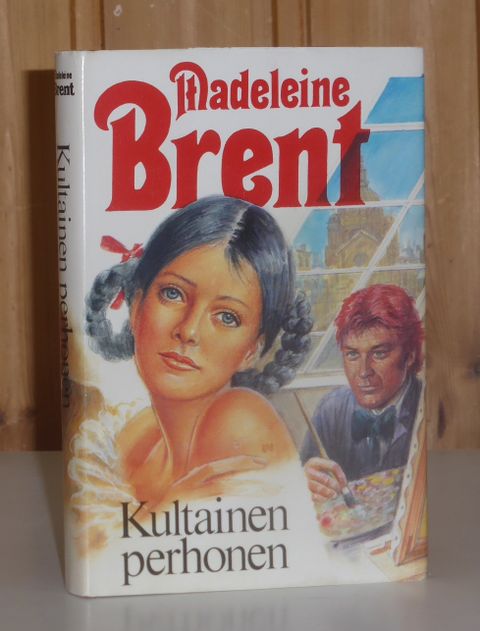 Madeleine
Brent
Kultainen
perhonen
Madeleine
Brent
Kultainen perhonen